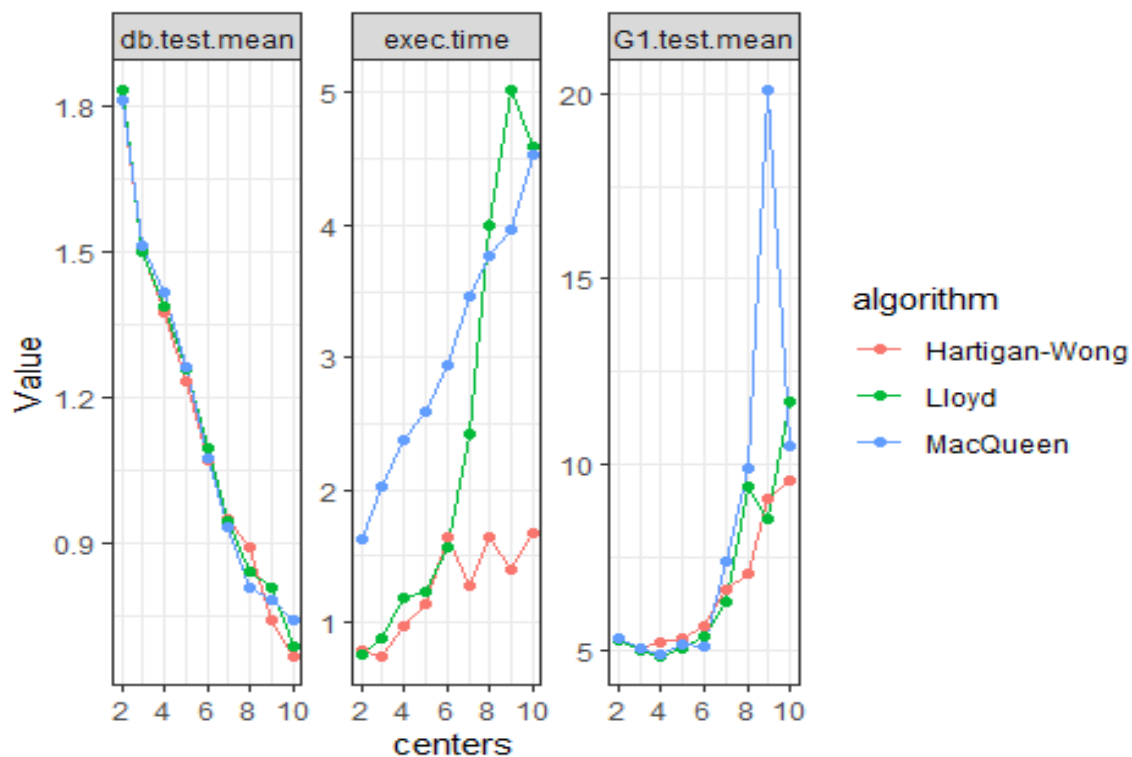 db.test.mean
exec.time
G1.test.mean
Value
1.8
1.5
1.2
0.9
5
4
3
2
1
20
15
10
5
2 4 6 8 10
2 4 6 8 10
2 4 6 8 10
centers
algorithm
Hartigan-Wong
Lloyd
MacQueen